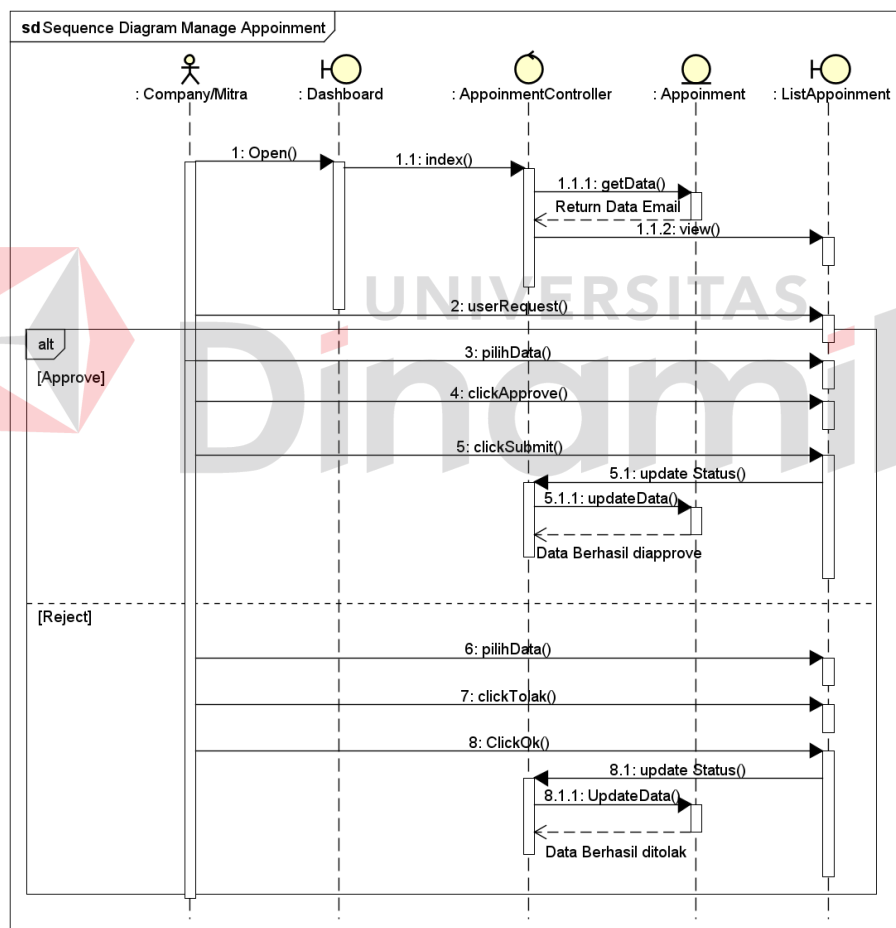 sd Sequence Diagram Manage Appoinment
: Company/Mitra
: Dashboard
: AppoinmentController
: Appoinment
: ListAppoinment
1: Open()
1.1: index()
1.1.1: getData()
Return Data Email
1.1.2: view()
UNIVERSITAS
2: userRequest()
Dinamik
alt
3: pilihData()
[Approve]
4: clickApprove()
5: clickSubmit()
5.1: update Status()
5.1.1: updateData()
Data Berhasil diapprove
[Reject]
6: pilihData()
7: clickTolak()
8: ClickOk()
8.1: update Status()
8.1.1: UpdateData()
Data Berhasil ditolak